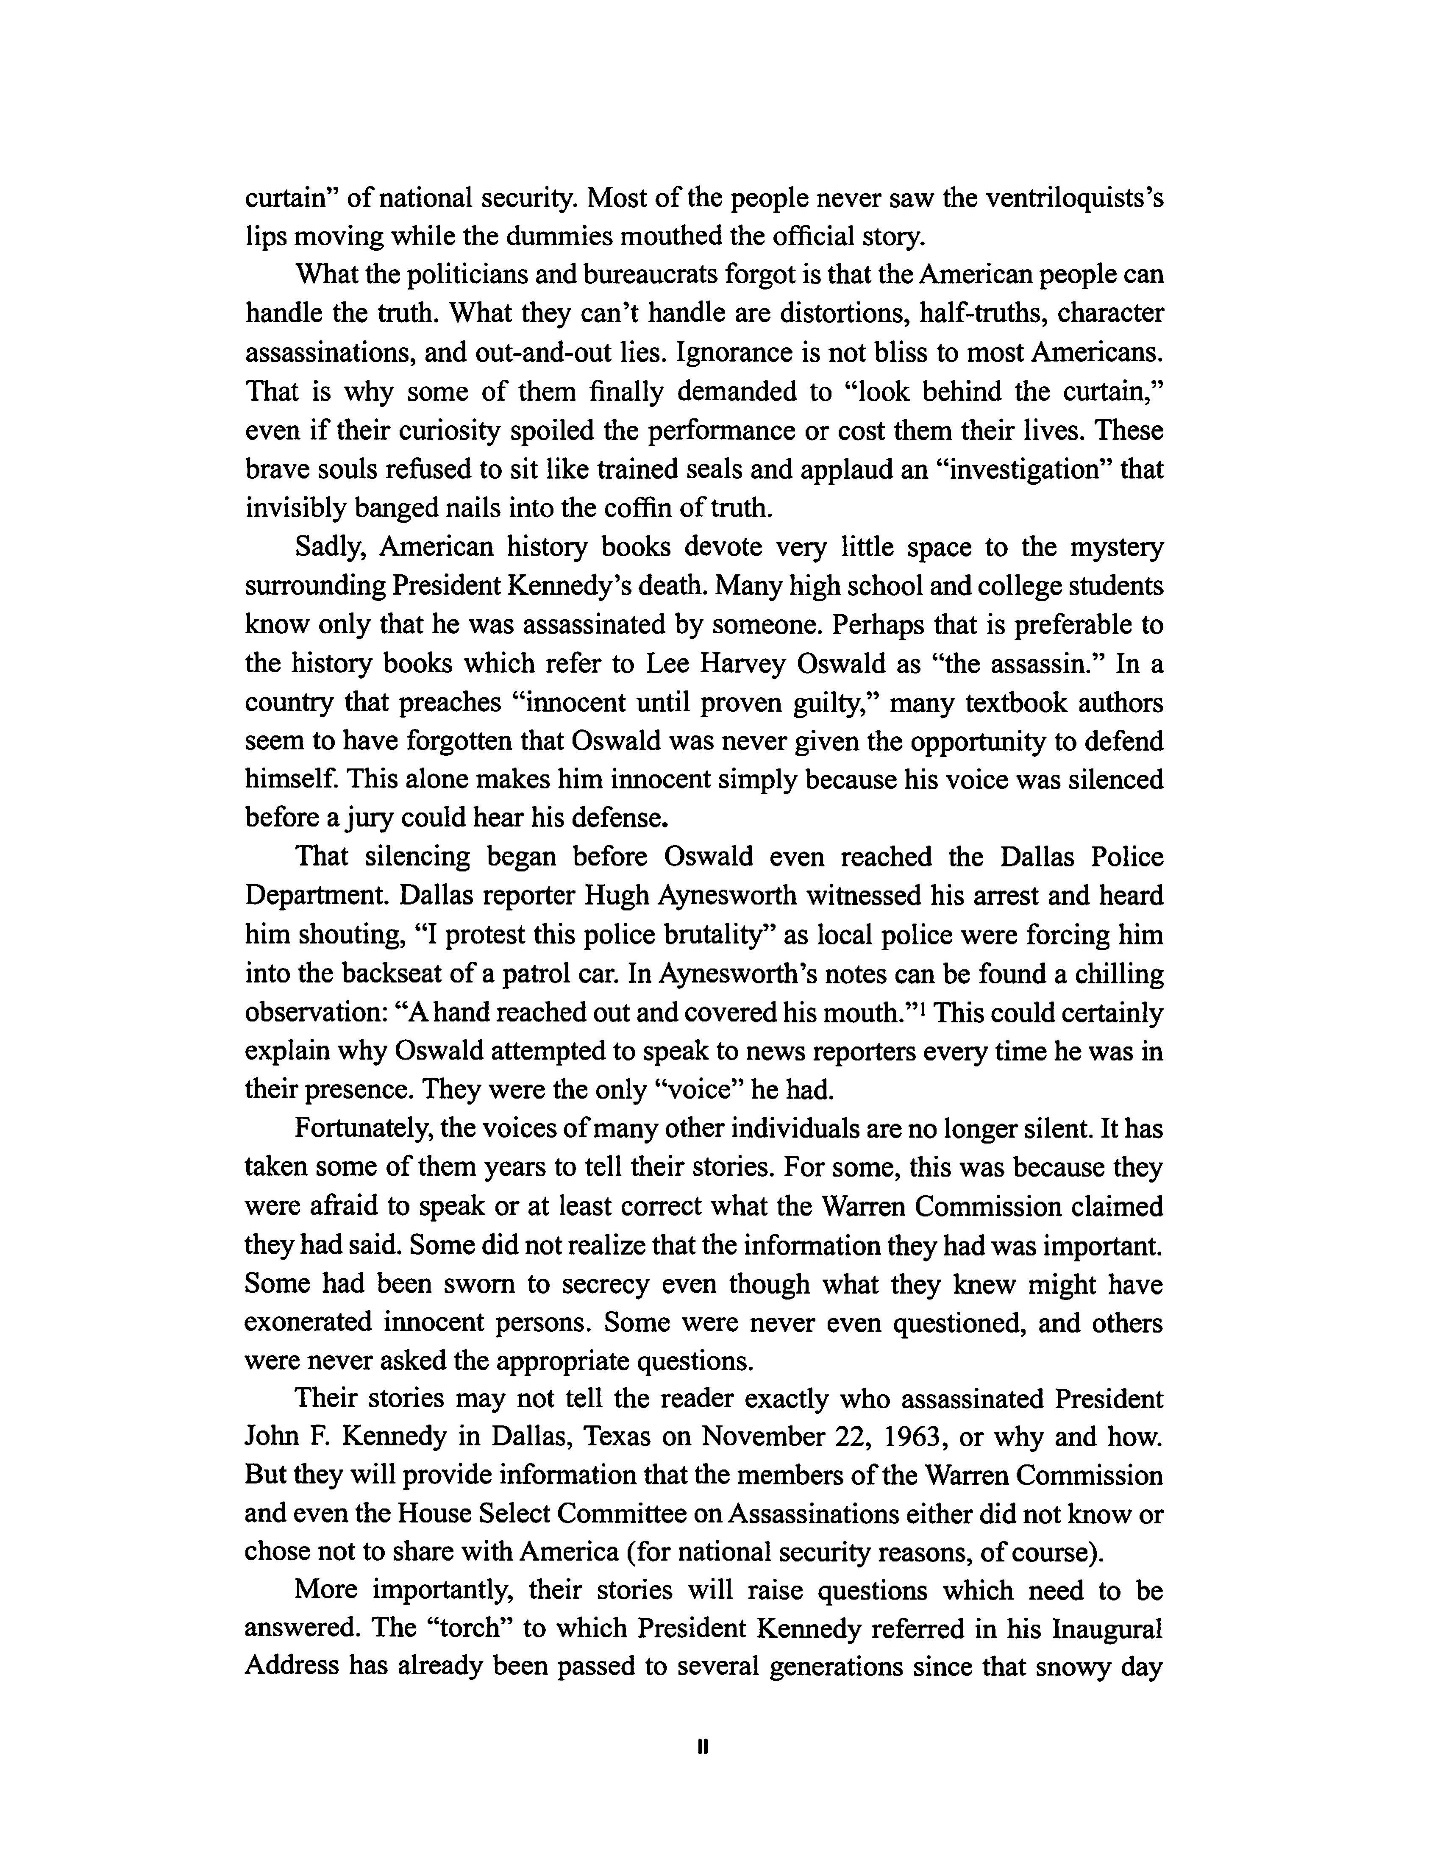 curtain” of national security. Most of the people never saw the ventriloquists’s
lips moving while the dummies mouthed the official story.
What the politicians and bureaucrats forgot is that the American people can
handle the truth. What they can’t handle are distortions, half-truths, character
assassinations, and out-and-out lies. Ignorance is not bliss to most Americans.
That is why some of them finally demanded to “look behind the curtain,”
even if their curiosity spoiled the performance or cost them their lives. These
brave souls refused to sit like trained seals and applaud an “investigation” that
invisibly banged nails into the coffin of truth.
Sadly, American history books devote very little space to the mystery
surrounding President Kennedy’s death. Many high school and college students
know only that he was assassinated by someone. Perhaps that is preferable to
the history books which refer to Lee Harvey Oswald as “the assassin.” In a
country that preaches “innocent until proven guilty,” many textbook authors
seem to have forgotten that Oswald was never given the opportunity to defend
himself. This alone makes him innocent simply because his voice was silenced
before a jury could hear his defense.
That silencing began before Oswald even reached the Dallas Police
Department. Dallas reporter Hugh Aynesworth witnessed his arrest and heard
him shouting, “I protest this police brutality” as local police were forcing him
into the backseat of a patrol car. In Aynesworth’s notes can be found a chilling
observation: “A hand reached out and covered his mouth.”¹ This could certainly
explain why Oswald attempted to speak to news reporters every time he was in
their presence. They were the only “voice” he had.
Fortunately, the voices of many other individuals are no longer silent. It has
taken some of them years to tell their stories. For some, this was because they
were afraid to speak or at least correct what the Warren Commission claimed
they had said. Some did not realize that the information they had was important.
Some had been sworn to secrecy even though what they knew might have
exonerated innocent persons. Some were never even questioned, and others
were never asked the appropriate questions.
Their stories may not tell the reader exactly who assassinated President
John F. Kennedy in Dallas, Texas on November 22, 1963, or why and how.
But they will provide information that the members of the Warren Commission
and even the House Select Committee on Assassinations either did not know or
chose not to share with America (for national security reasons, of course).
More importantly, their stories will raise questions which need to be
answered. The “torch” to which President Kennedy referred in his Inaugural
Address has already been passed to several generations since that snowy day
II